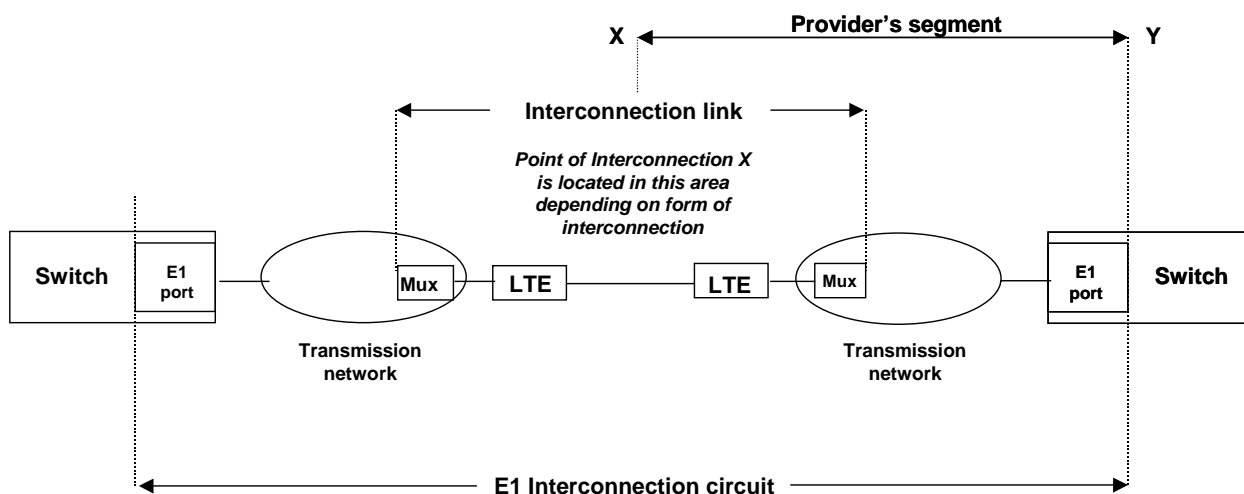 X
Provider's segment
Y
Interconnection link
Point of Interconnection X
is located in this area
depending on form of
interconnection
Switch
E1
port
Mux
LTE
LTE
Mux
E1
port
Switch
Transmission
network
Transmission
network
E1 Interconnection circuit